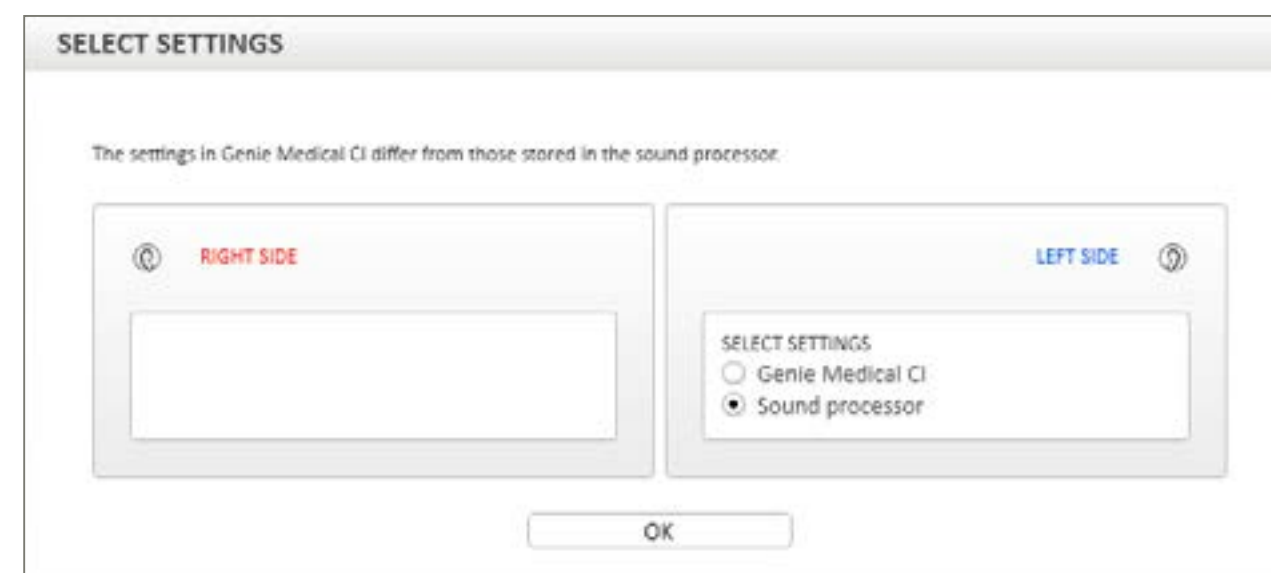 SELECT SETTINGS
The settings in Genie Medical CI differ from those stored in the sound processor.
RIGHT SIDE
LEFT SIDE
SELECT SETTINGS
Genie Medical CI
Sound processor
OK